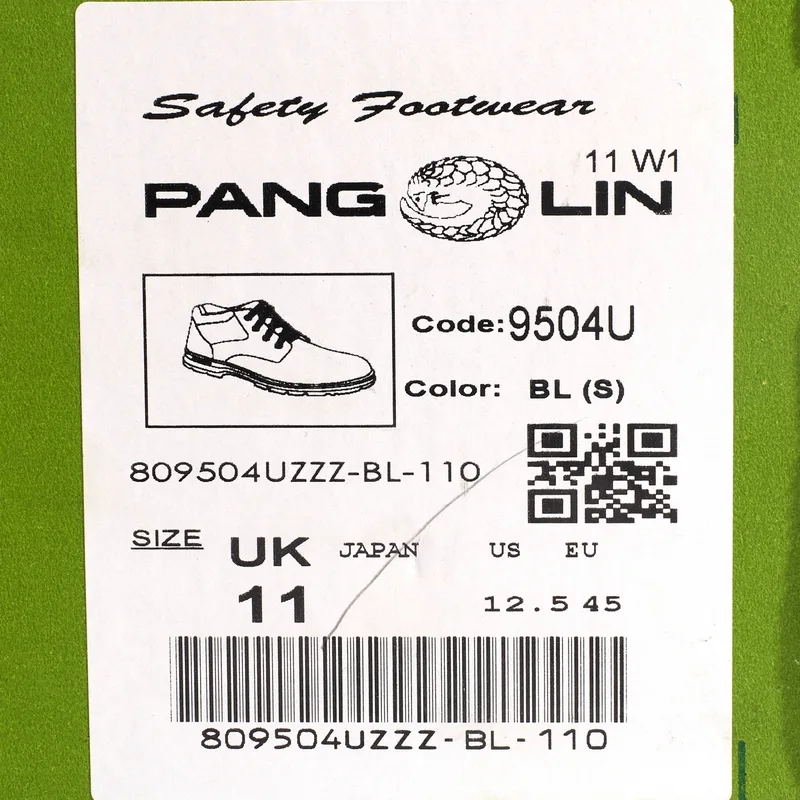 Safety Footwear
11 W1
PANG LIN
Code: 9504U
Color: BL (S)
809504UZZZ-BL-110
SIZE UK JAPAN US EU
11 12.5 45
809504UZZZ-BL-110